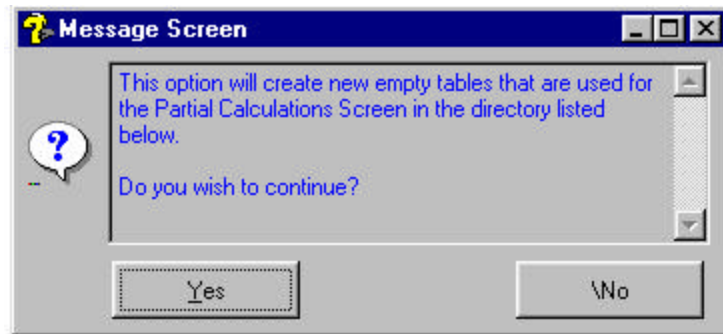 Message Screen
This option will create new empty tables that are used for
the Partial Calculations Screen in the directory listed
below.
Do you wish to continue?
Yes
\No